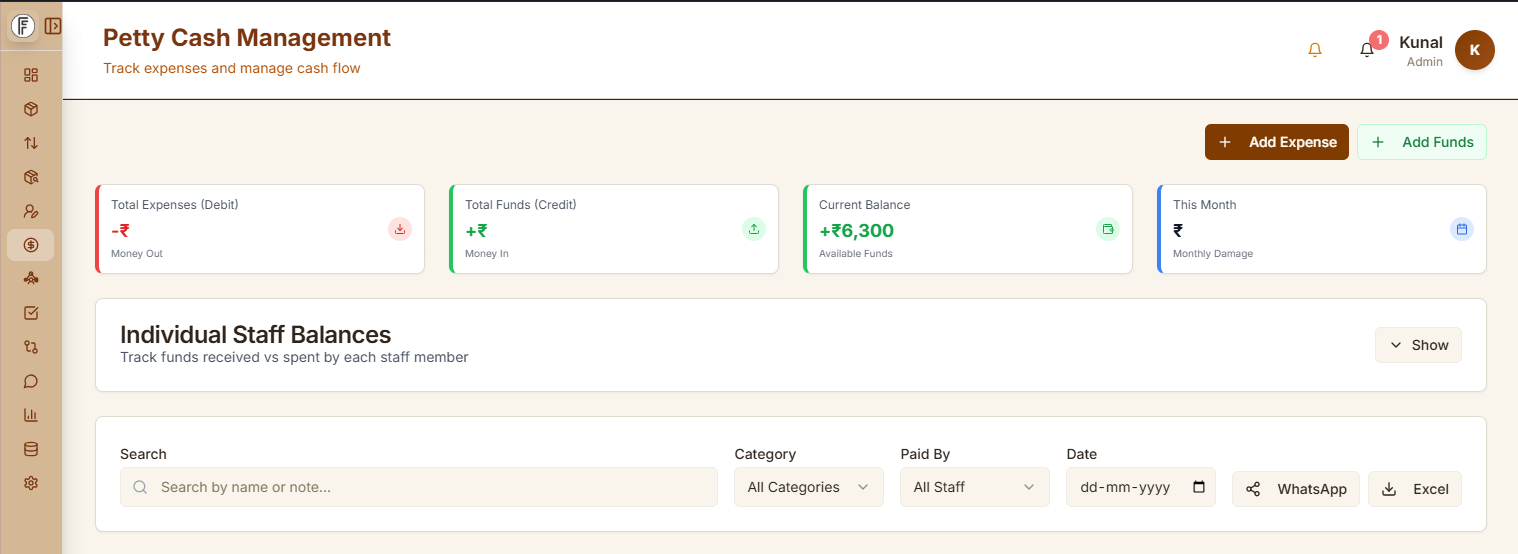 Petty Cash Management
Track expenses and manage cash flow
1
Kunal
Admin
K
+ Add Expense
+ Add Funds
Total Expenses (Debit)
-₹
Money Out
Total Funds (Credit)
+₹
Money In
Current Balance
+₹6,300
Available Funds
This Month
₹
Monthly Damage
Individual Staff Balances
Track funds received vs spent by each staff member
Show
Search
Search by name or note...
Category
All Categories
Paid By
All Staff
Date
dd-mm-yyyy
WhatsApp
Excel